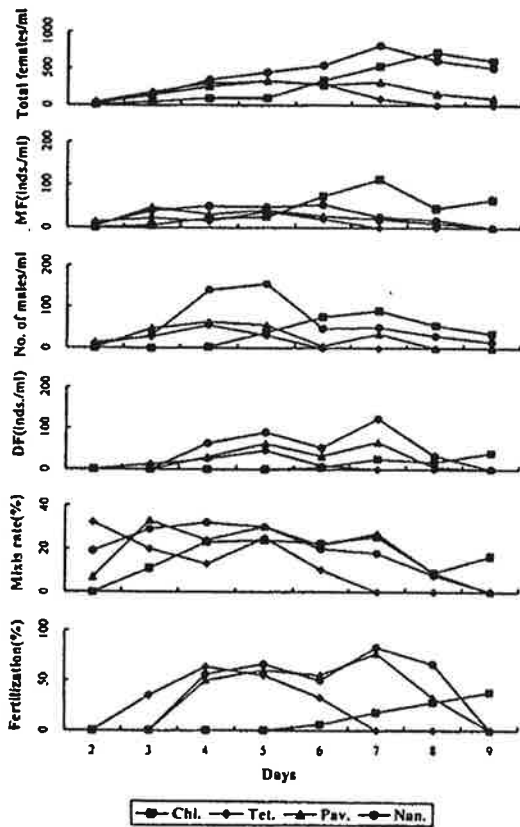 Total females/ml
1000
500
0
MF(inds./ml)
200
100
0
No. of males/ml
200
100
0
DF(inds./ml)
200
100
0
Mixis rate(%)
40
20
0
Fertilization(%)
100
50
0
2 3 4 5 6 7 8 9
Days
Chl. Tet. Pav. Nan.